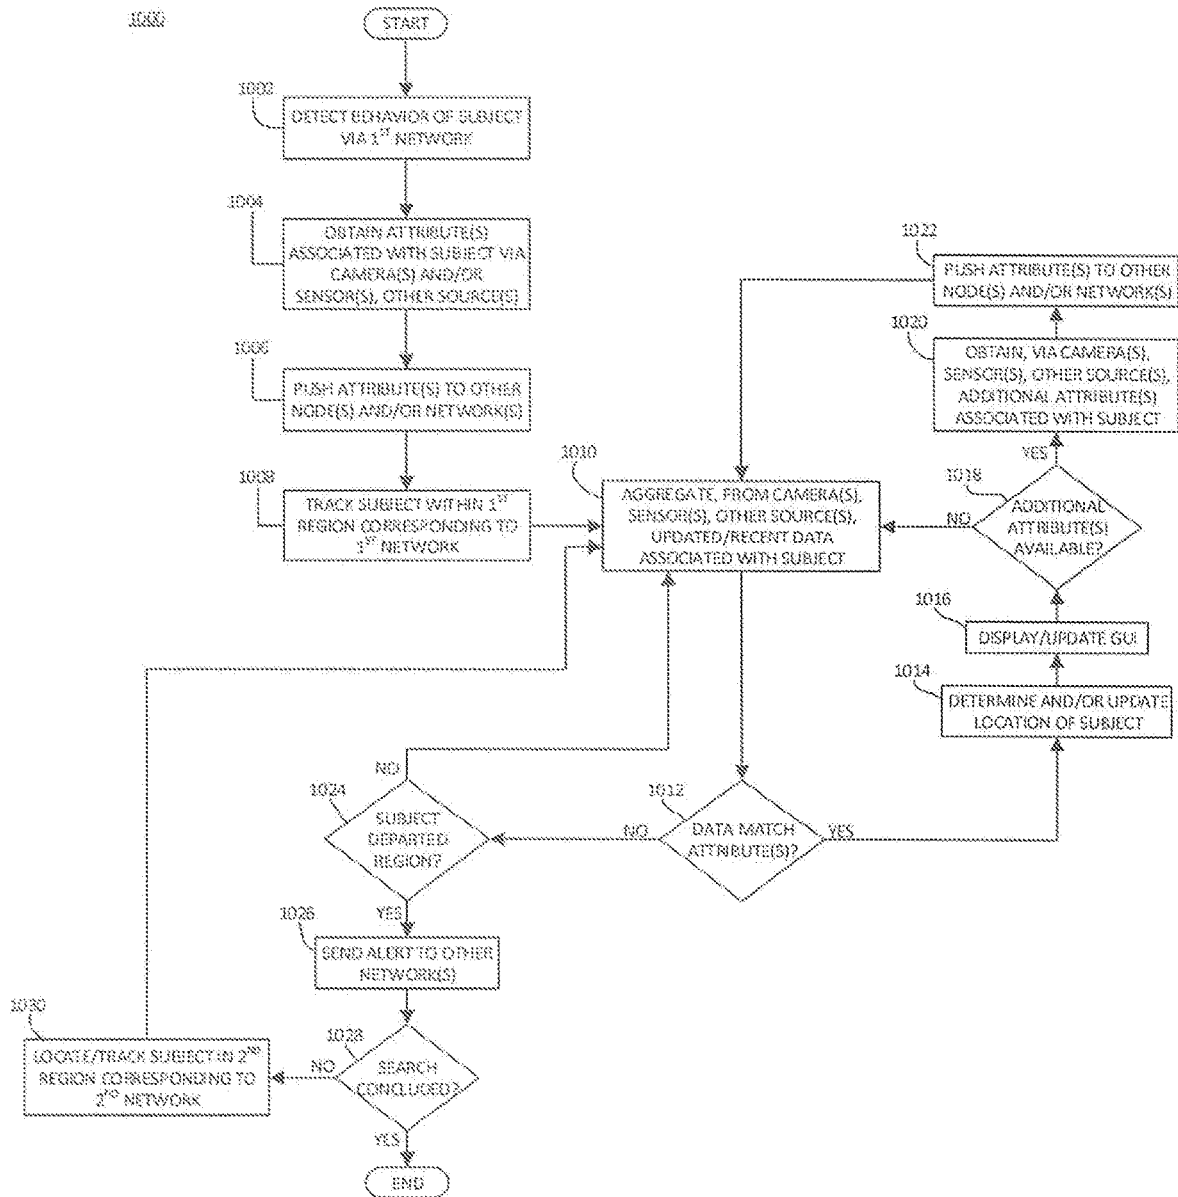 1000
START
1002
DETECT BEHAVIOR OF SUBJECT
VIA 1ST NETWORK
1004
OBTAIN ATTRIBUTE(S)
ASSOCIATED WITH SUBJECT VIA
CAMERA(S) AND/OR
SENSOR(S), OTHER SOURCE(S)
1006
PUSH ATTRIBUTE(S) TO OTHER
NODE(S) AND/OR NETWORK(S)
1008
TRACK SUBJECT WITHIN 1ST
REGION CORRESPONDING TO
1ST NETWORK
1010
AGGREGATE, FROM CAMERA(S),
SENSOR(S), OTHER SOURCE(S),
UPDATED/RECENT DATA
ASSOCIATED WITH SUBJECT
1022
PUSH ATTRIBUTE(S) TO OTHER
NODE(S) AND/OR NETWORK(S)
1020
OBTAIN, VIA CAMERA(S),
SENSOR(S), OTHER SOURCE(S),
ADDITIONAL ATTRIBUTE(S)
ASSOCIATED WITH SUBJECT
YES
1018
NO
ADDITIONAL
ATTRIBUTE(S)
AVAILABLE?
1016
DISPLAY/UPDATE GUI
1014
DETERMINE AND/OR UPDATE
LOCATION OF SUBJECT
1012
DATA MATCH
ATTRIBUTE(S)?
NO
YES
NO
1024
SUBJECT
DEPARTED
REGION?
YES
1026
SEND ALERT TO OTHER
NETWORK(S)
1028
SEARCH
CONCLUDED?
NO
1030
LOCATE/TRACK SUBJECT IN 2ND
REGION CORRESPONDING TO
2ND NETWORK
YES
END